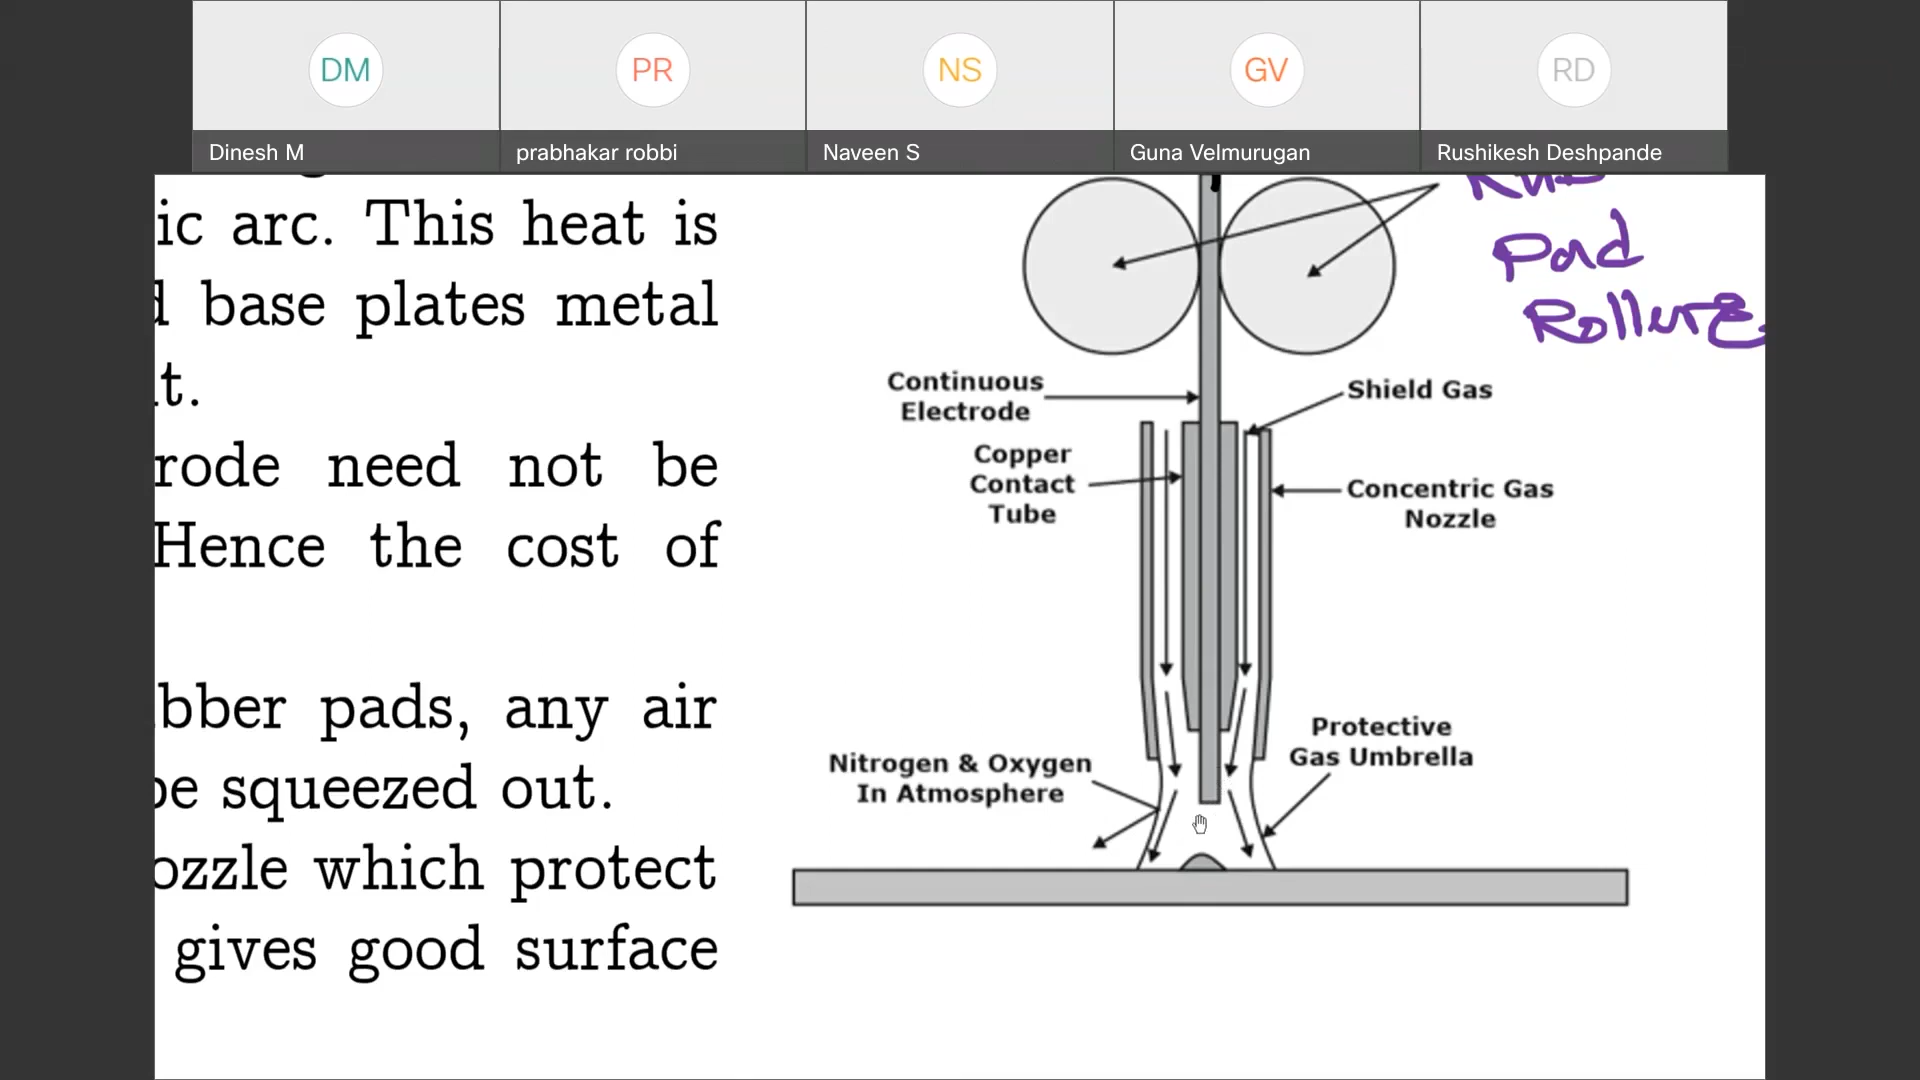 DM
PR
NS
GV
RD
Dinesh M
prabhakar robbi
Naveen S
Guna Velmurugan
Rushikesh Deshpande
ic arc. This heat is
base plates metal
t.
rode need not be
Hence the cost of
bber pads, any air
be squeezed out.
ozzle which protect
gives good surface
Pad
Rollers
Continuous
Electrode
Shield Gas
Copper
Contact
Tube
Concentric Gas
Nozzle
Protective
Gas Umbrella
Nitrogen & Oxygen
In Atmosphere